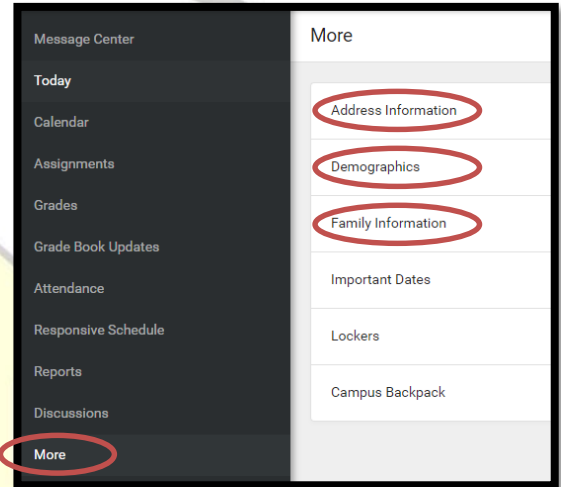 Message Center
Today
Calendar
Assignments
Grades
Grade Book Updates
Attendance
Responsive Schedule
Reports
Discussions
More
More
Address Information
Demographics
Family Information
Important Dates
Lockers
Campus Backpack